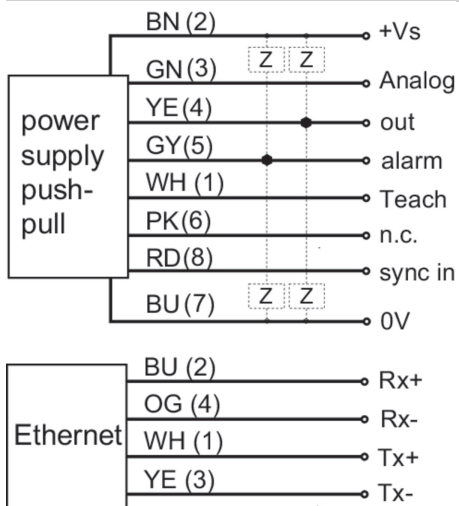 BN (2) +Vs
Z Z
GN(3) Analog
YE(4) out
GY(5) alarm
WH (1) Teach
PK(6) n.c.
RD(8) sync in
Z Z
BU(7) 0V
power
supply
push-
pull
BU (2) Rx+
OG (4) Rx-
WH (1) Tx+
YE (3) Tx-
Ethernet